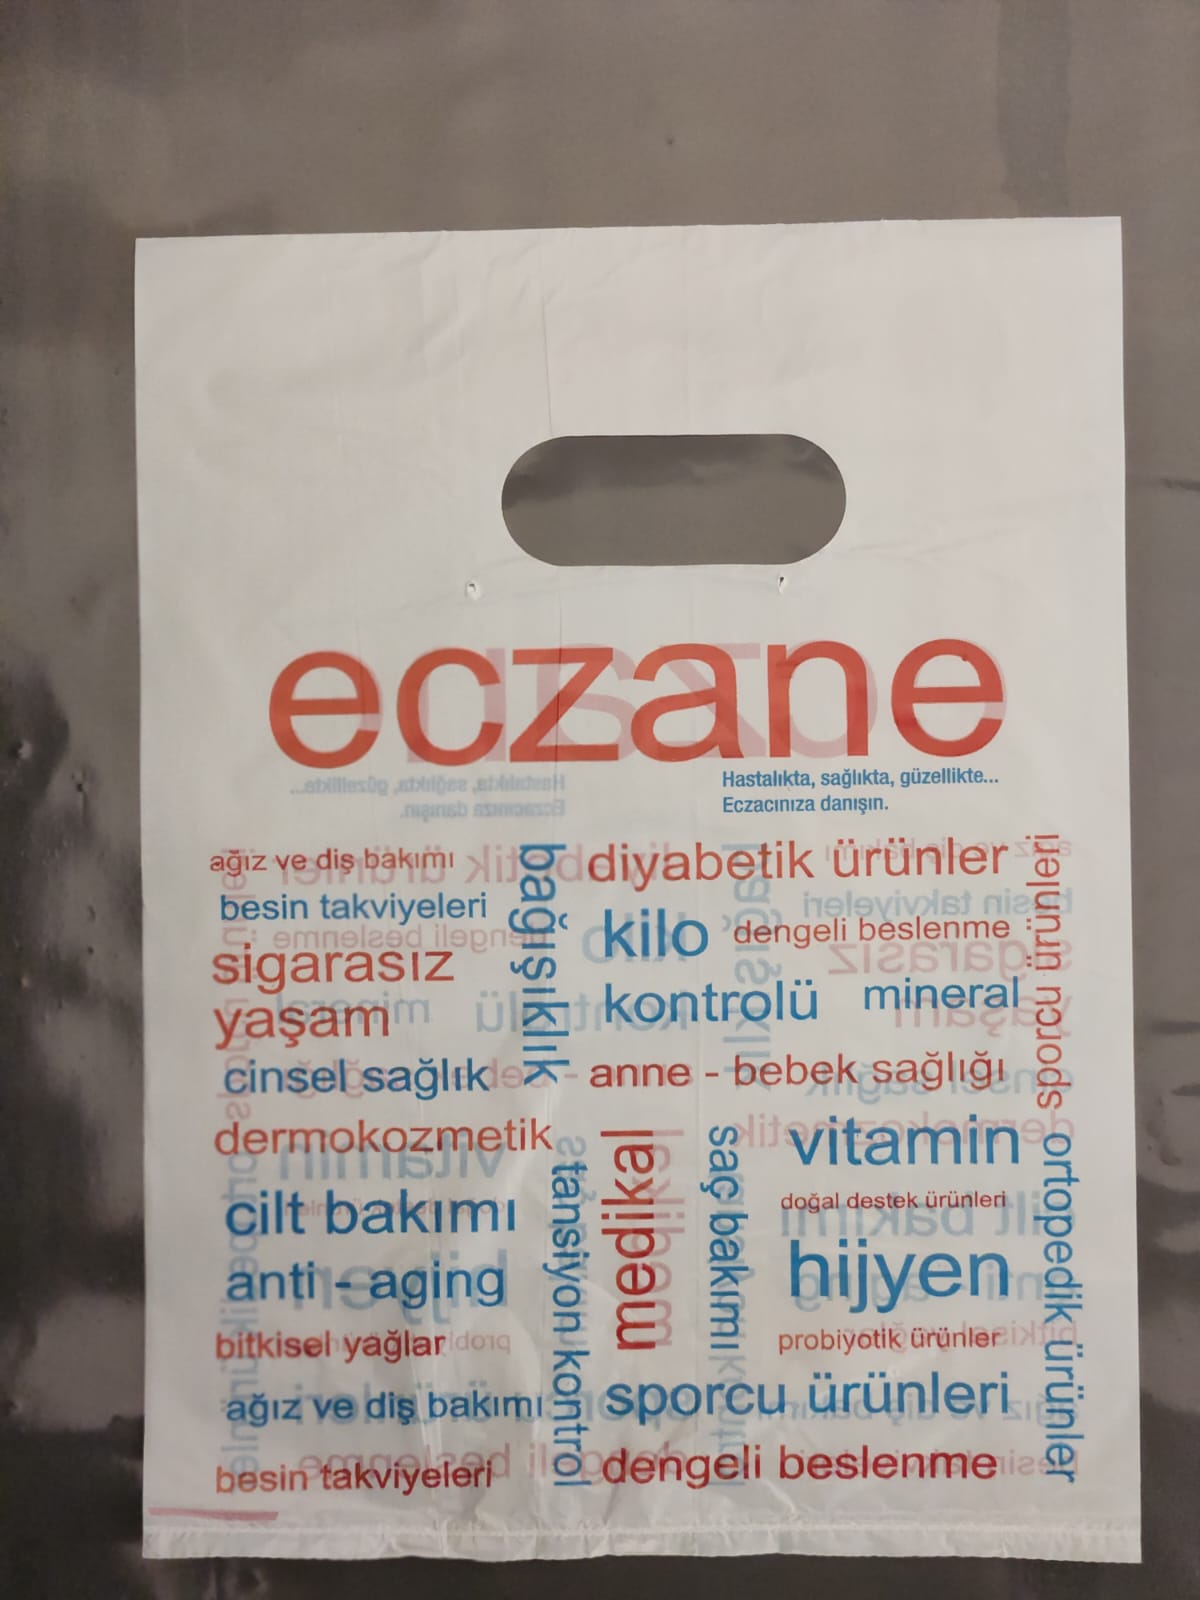 eczane
Hastalıkta, sağlıkta, güzellikte...
Eczacınıza danışın.
ağız ve diş bakımı
besin takviyeleri
sigarasız
yaşam
cinsel sağlık
bağışıklık
diyabetik ürünler
kilo
kontrolü
dengeli beslenme
mineral
anne - bebek sağlığı
sporcu ürünleri
dermokozmetik
cilt bakımı
anti - aging
bitkisel yağlar
ağız ve diş bakımı
besin takviyeleri
tansiyon kontrol
medikal
saç bakımı
vitamin
doğal destek ürünleri
hijyen
probiyotik ürünler
sporcu ürünleri
dengeli beslenme
ortopedik ürünler